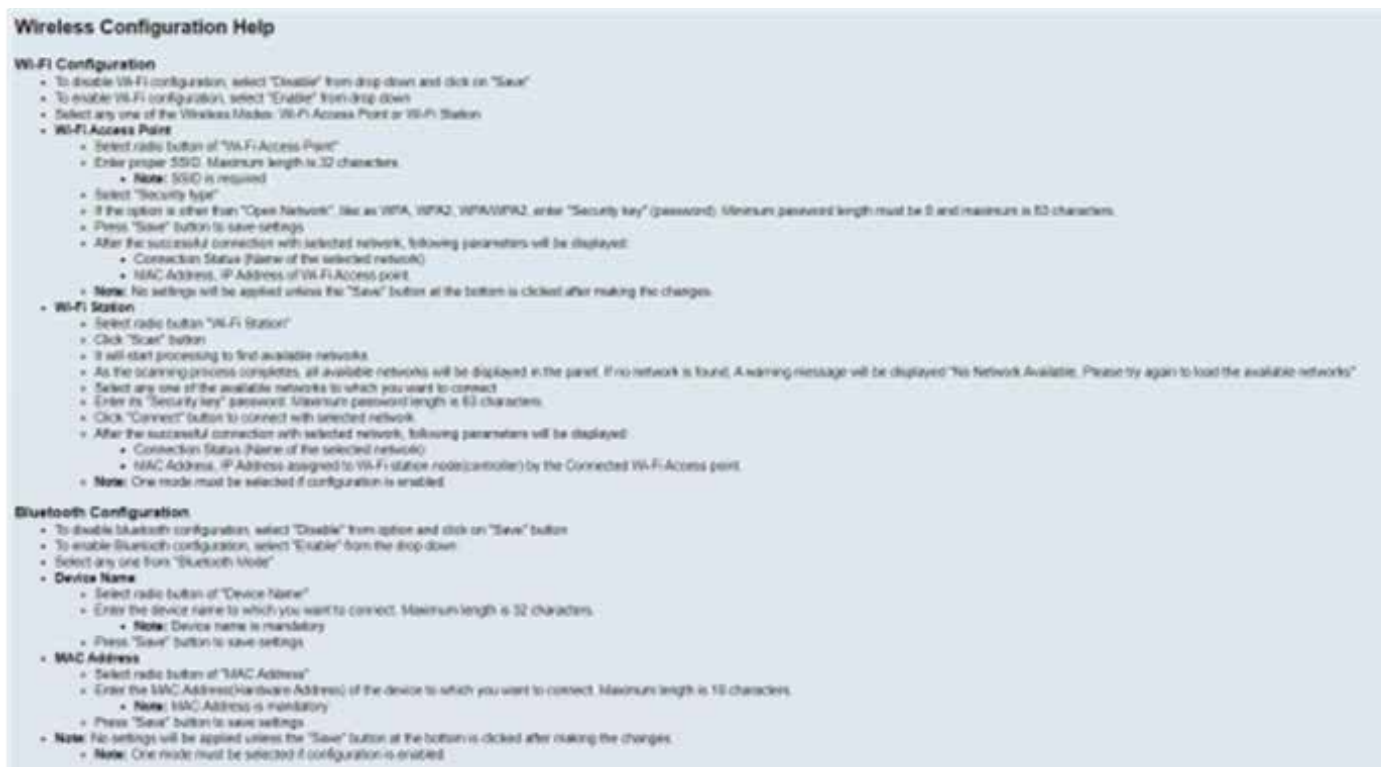 Wireless Configuration Help
Wi-Fi Configuration
To disable Wi-Fi configuration, select "Disable" from drop down and click on "Save"
To enable Wi-Fi configuration, select "Enable" from drop down
Select any one of the Wireless Modes: Wi-Fi Access Point or Wi-Fi Station
Wi-Fi Access Point
Select radio button of "Wi-Fi Access Point"
Enter proper SSID. Maximum length is 32 characters.
Note: SSID is required
Select "Security type"
If the option is other than "Open Network", like as WPA, WPA2, WPA/WPA2, enter "Security key" (password). Minimum password length must be 8 and maximum is 63 characters.
Press "Save" button to save settings
After the successful connection with selected network, following parameters will be displayed:
Connection Status (Name of the selected network)
MAC Address, IP Address of Wi-Fi Access point.
Note: No settings will be applied unless the "Save" button at the bottom is clicked after making the changes.
Wi-Fi Station
Select radio button "Wi-Fi Station"
Click "Scan" button
It will start processing to find available networks
As the scanning process completes, all available networks will be displayed in the panel. If no network is found, A warning message will be displayed "No Network Available, Please try again to load the available networks"
Select any one of the available networks to which you want to connect
Enter its "Security key" password. Maximum password length is 63 characters.
Click "Connect" button to connect with selected network.
After the successful connection with selected network, following parameters will be displayed:
Connection Status (Name of the selected network)
MAC Address, IP Address assigned to Wi-Fi station node(controller) by the Connected Wi-Fi Access point.
Note: One mode must be selected if configuration is enabled.
Bluetooth Configuration
To disable bluetooth configuration, select "Disable" from option and click on "Save" button
To enable Bluetooth configuration, select "Enable" from the drop down
Select any one from "Bluetooth Mode"
Device Name
Select radio button of "Device Name"
Enter the device name to which you want to connect. Maximum length is 32 characters.
Note: Device name is mandatory
Press "Save" button to save settings
MAC Address
Select radio button of "MAC Address"
Enter the MAC Address(Hardware Address) of the device to which you want to connect. Maximum length is 18 characters.
Note: MAC Address is mandatory
Press "Save" button to save settings
Note: No settings will be applied unless the "Save" button at the bottom is clicked after making the changes.
Note: One mode must be selected if configuration is enabled.